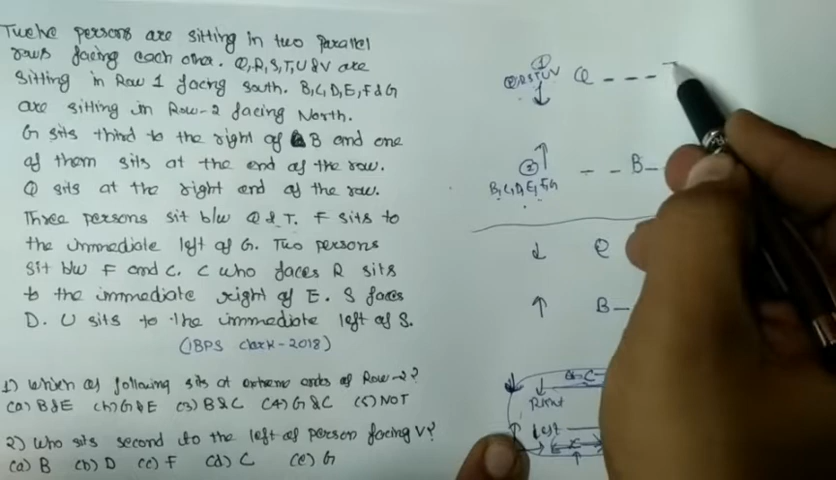 Twelve persons are sitting in two parallel
rows facing each other. Q,R,S,T,U &V are
Sitting in Row 1 facing south. B,C,D,E,F&G
are sitting in Row-2 facing North.
G sits third to the right of B and one
of them sits at the end of the row.
Q sits at the right end of the row.
Three persons sit b/w Q & T. F sits to
the immediate left of G. Two persons
sit b/w F and C. C who faces R sits
to the immediate right of E. S faces
D. U sits to the immediate left of S.
(IBPS clerk-2018)
1) which of following sits at extreme ends of Row-2?
(a) B&E (b) G&E (3) B&C (4) G&C (5) NOT
2) Who sits second to the left of person facing V?
(a) B (b) D (c) F (d) C (e) G
①
Q,R,S,T,U,V Q - - - T
②
B,C,D,E,F,G - - B -
↓ Q
↑ B -
Right
Left